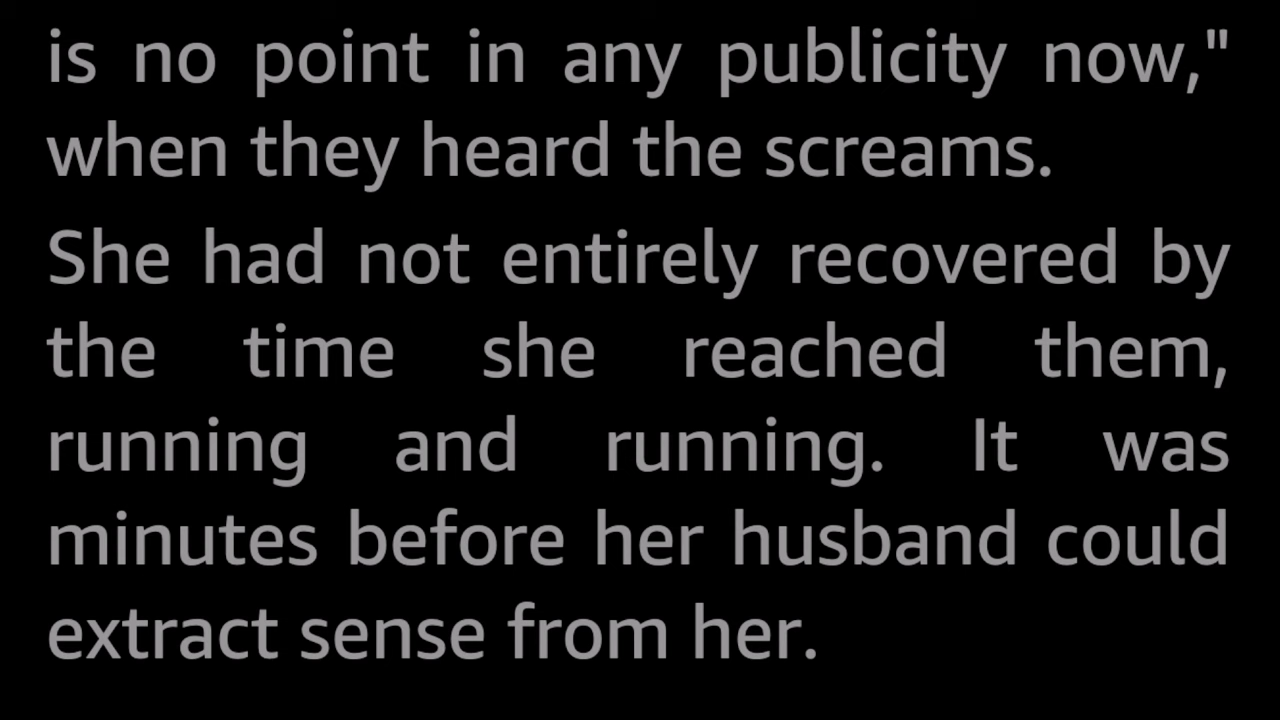 is no point in any publicity now,"
when they heard the screams.
She had not entirely recovered by
the time she reached them,
running and running. It was
minutes before her husband could
extract sense from her.